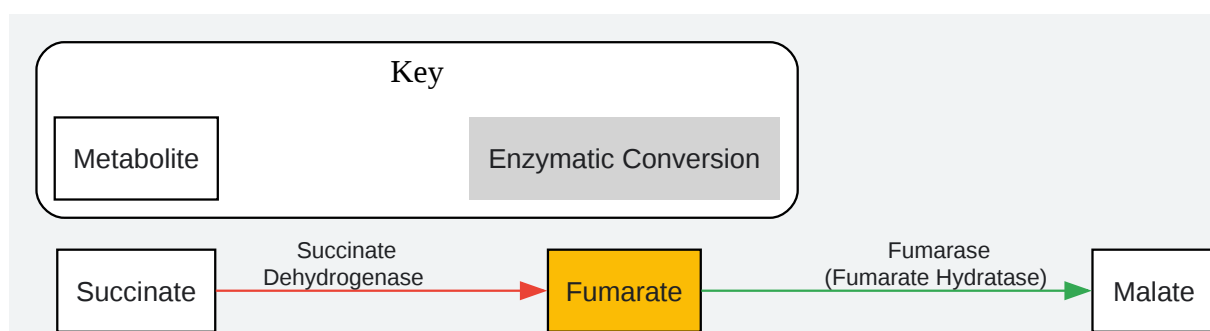 Key
Metabolite
Enzymatic Conversion
Succinate
Dehydrogenase
Fumarase
(Fumarate Hydratase)
Succinate
Fumarate
Malate